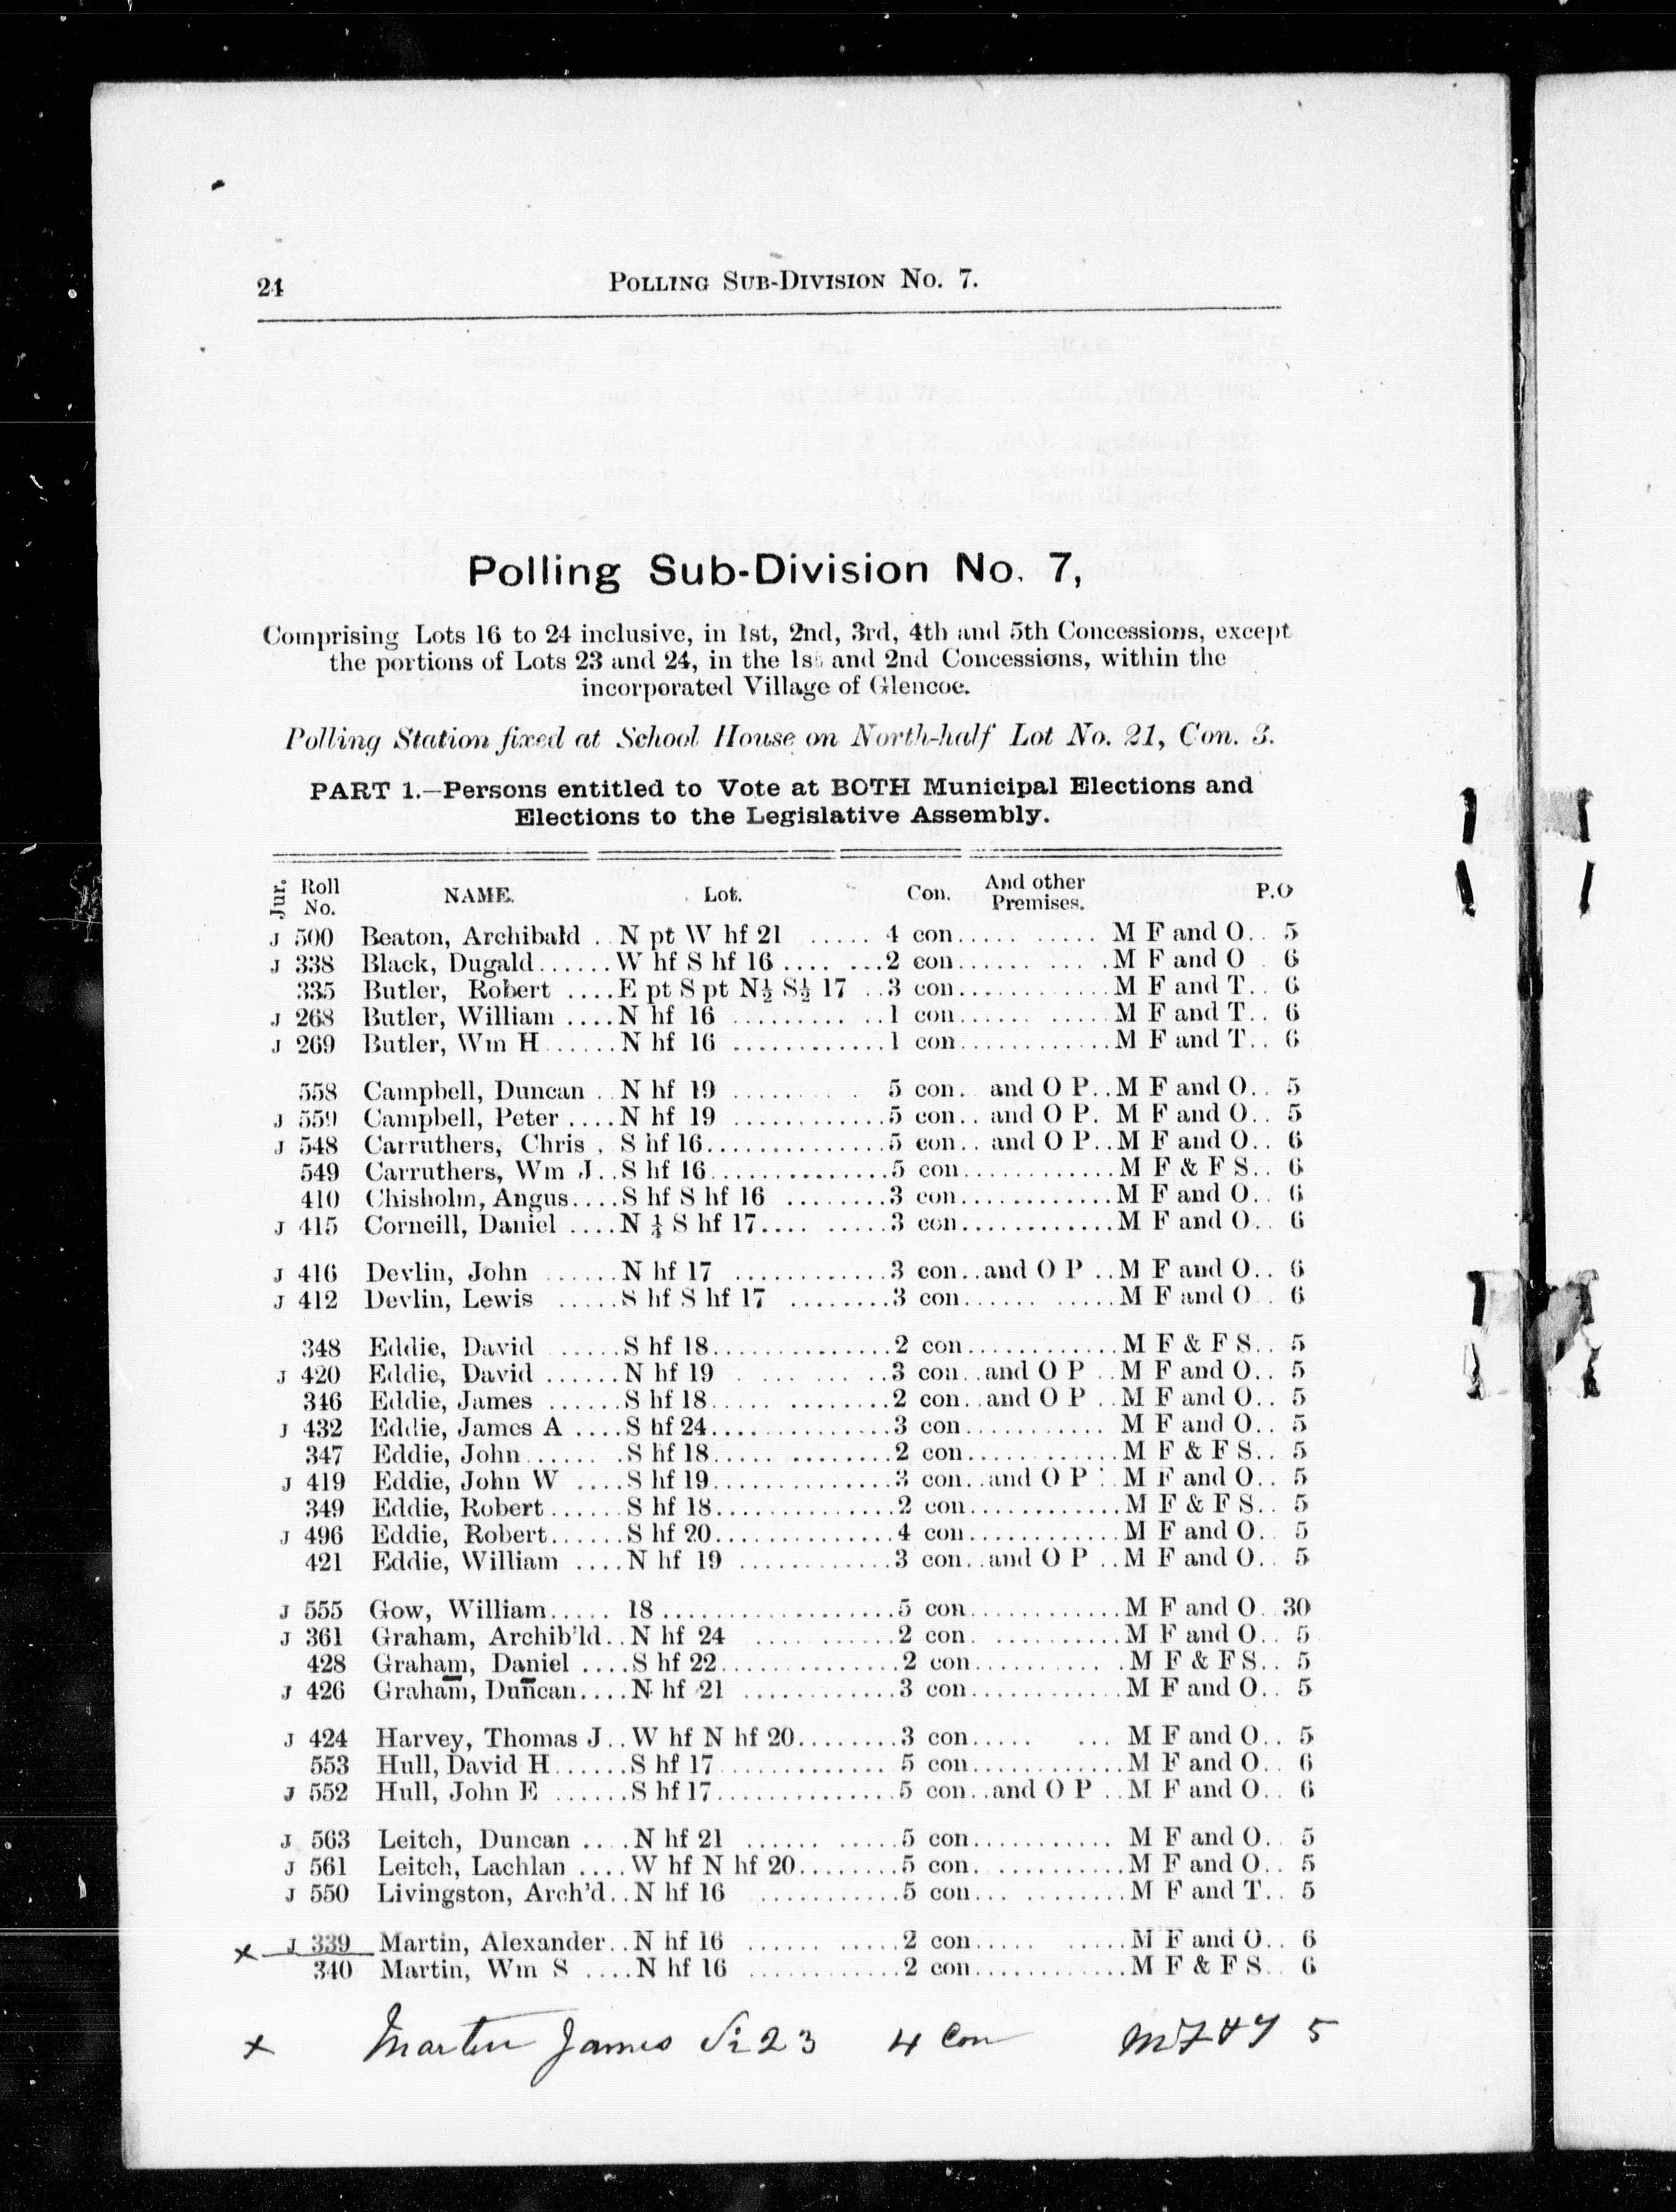 24 POLLING SUB-DIVISION No. 7.
Polling Sub-Division No. 7,
Comprising Lots 16 to 24 inclusive, in 1st, 2nd, 3rd, 4th and 5th Concessions, except
the portions of Lots 23 and 24, in the 1st and 2nd Concessions, within the
incorporated Village of Glencoe.
Polling Station fixed at School House on North-half Lot No. 21, Con. 3.
PART 1.—Persons entitled to Vote at BOTH Municipal Elections and
Elections to the Legislative Assembly.
Jur. Roll No. NAME. Lot. Con. And other Premises. P.O
J 500 Beaton, Archibald .. N pt W hf 21 ...... 4 con........... M F and O.. 5
J 338 Black, Dugald......W hf S hf 16.... ...2 con...... .... .M F and O . 6
335 Butler, Robert ....E pt S pt N½ S½ 17 ..3 con............M F and T.. 6
J 268 Butler, William ....N hf 16 .......... ..1 con...... .....M F and T.. 6
J 269 Butler, Wm H......N hf 16 ............1 con............M F and T.. 6
558 Campbell, Duncan . N hf 19 ......... . 5 con. and O P..M F and O.. 5
J 559 Campbell, Peter ....N hf 19 ............5 con.. and O P. M F and O.. 5
J 548 Carruthers, Chris . S hf 16..............5 con.. and O P..M F and O.. 6
549 Carruthers, Wm J..S hf 16..............5 con............M F & F S.. 6
410 Chisholm, Angus....S hf S hf 16 ........3 con............M F and O.. 6
J 415 Corneill, Daniel ....N ¼ S hf 17.... .....3 con............M F and O.. 6
J 416 Devlin, John ......N hf 17 ............3 con..and O P ..M F and O.. 6
J 412 Devlin, Lewis .....S hf S hf 17 ........3 con...... .....M F and O.. 6
348 Eddie, David ......S hf 18..............2 con............M F & F S.. 5
J 420 Eddie, David ......N hf 19 . ... .... ..3 con..and O P ..M F and O.. 5
346 Eddie, James ......S hf 18..... ........2 con..and O P ..M F and O.. 5
J 432 Eddie, James A ....S hf 24..............3 con........... M F and O.. 5
347 Eddie, John...... .S hf 18..... ........2 con............M F & F S.. 5
J 419 Eddie, John W ....S hf 19..............3 con..and O P . M F and O.. 5
349 Eddie, Robert......S hf 18..............2 con............M F & F S.. 5
J 496 Eddie, Robert......S hf 20..............4 con............M F and O.. 5
421 Eddie, William ....N hf 19 ............3 con..and O P ..M F and O.. 5
J 555 Gow, William..... 18 ..................5 con............M F and O..30
J 361 Graham, Archib'ld..N hf 24 ...........2 con. ..........M F and O.. 5
428 Graham, Daniel ....S hf 22..............2 con.......... .M F & F S.. 5
J 426 Graham, Duncan....N hf 21 ............3 con............M F and O.. 5
J 424 Harvey, Thomas J..W hf N hf 20........3 con..... ... M F and O.. 5
553 Hull, David H......S hf 17............. 5 con............M F and O.. 6
J 552 Hull, John E ......S hf 17..............5 con..and O P ..M F and O.. 6
J 563 Leitch, Duncan ....N hf 21 ...... .....5 con........... M F and O.. 5
J 561 Leitch, Lachlan ....W hf N hf 20........5 con............M F and O.. 5
J 550 Livingston, Arch'd..N hf 16 ...........5 con... ........M F and T.. 5
x J 339 Martin, Alexander..N hf 16 ...... .....2 con..... .....M F and O.. 6
340 Martin, Wm S ....N hf 16 ............2 con............M F & F S.. 6
x Martin James 23 4 Con 5